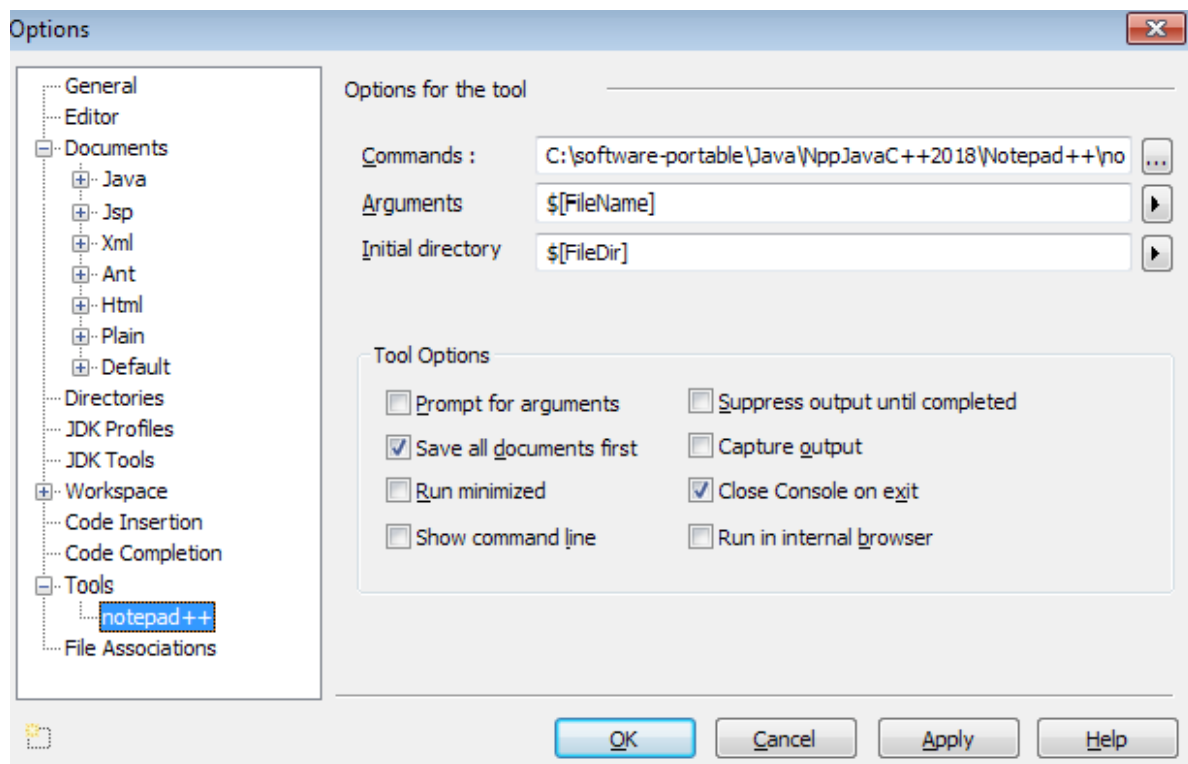 Options
General
Editor
Documents
Java
Jsp
Xml
Ant
Html
Plain
Default
Directories
JDK Profiles
JDK Tools
Workspace
Code Insertion
Code Completion
Tools
notepad++
File Associations
Options for the tool
Commands :
C:\software-portable\Java\NppJavaC++2018\Notepad++\no
...
Arguments
$[FileName]
Initial directory
$[FileDir]
Tool Options
Prompt for arguments
Suppress output until completed
Save all documents first
Capture output
Run minimized
Close Console on exit
Show command line
Run in internal browser
OK
Cancel
Apply
Help